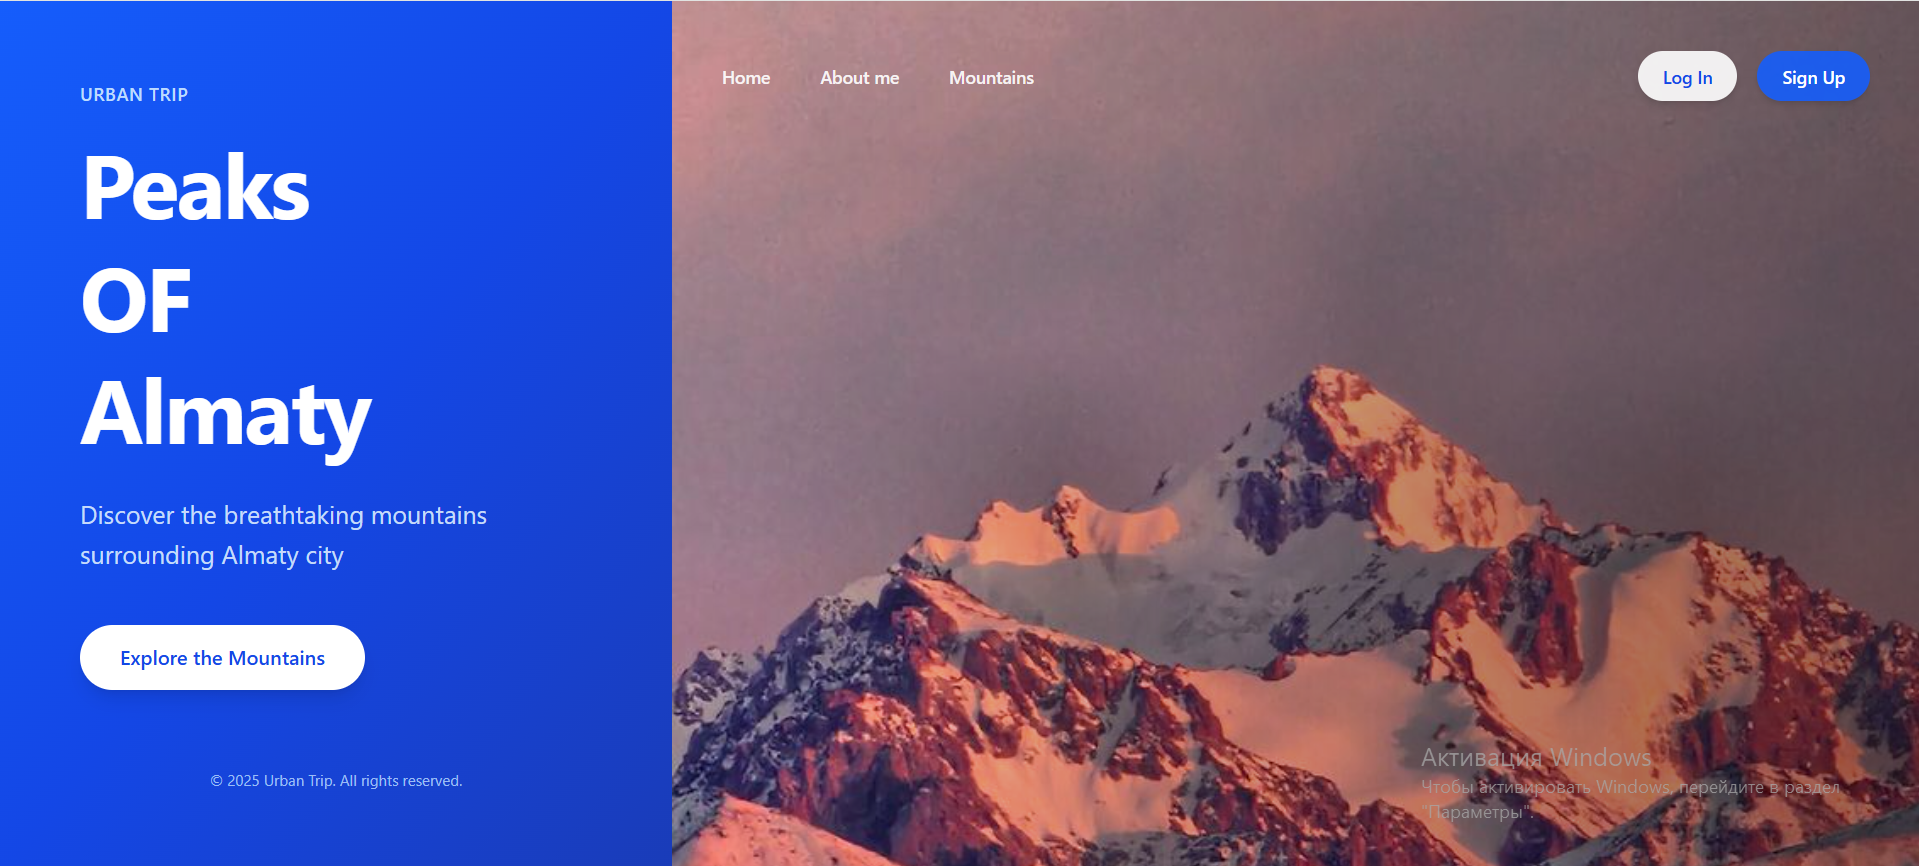 URBAN TRIP
Peaks
OF
Almaty
Discover the breathtaking mountains
surrounding Almaty city
Explore the Mountains
© 2025 Urban Trip. All rights reserved.
Home
About me
Mountains
Log In
Sign Up
Активация Windows
Чтобы активировать Windows, перейдите в раздел
"Параметры".